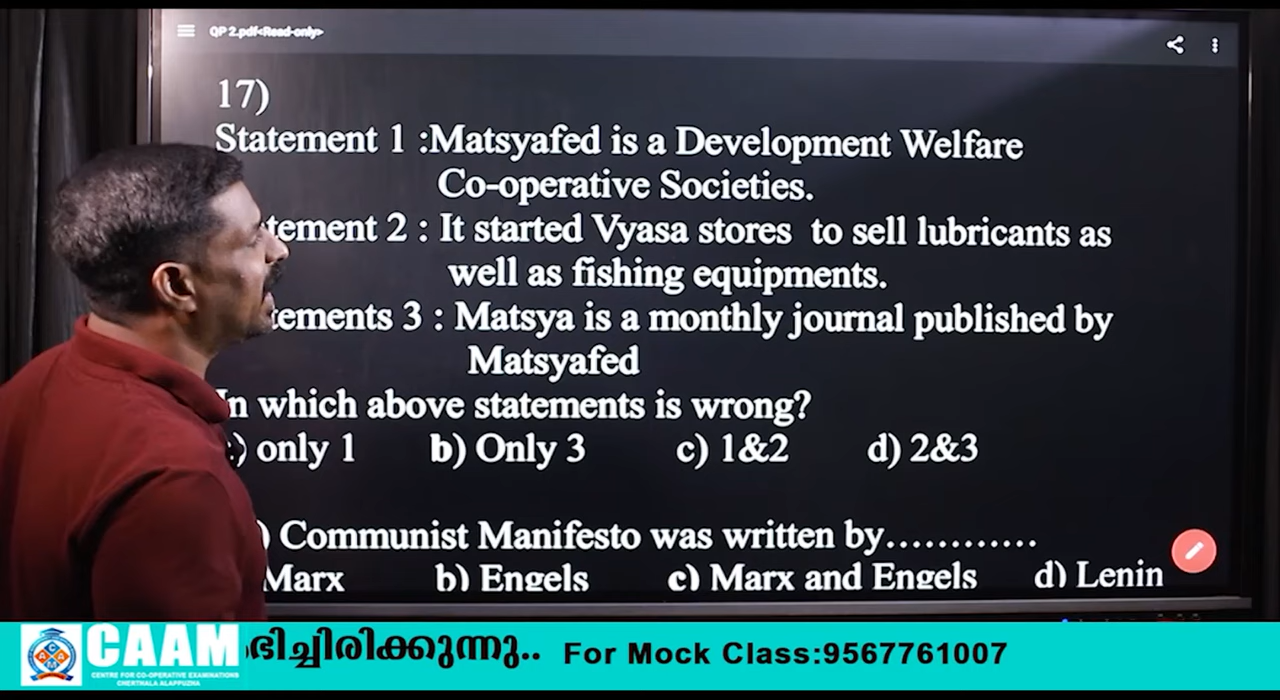 QP 2.pdf<Read-only>
17)
Statement 1 :Matsyafed is a Development Welfare
Co-operative Societies.
tement 2 : It started Vyasa stores to sell lubricants as
well as fishing equipments.
tements 3 : Matsya is a monthly journal published by
Matsyafed
In which above statements is wrong?
) only 1 b) Only 3 c) 1&2 d) 2&3
) Communist Manifesto was written by............
Marx b) Engels c) Marx and Engels d) Lenin
CAAM
CENTRE FOR CO-OPERATIVE EXAMINATIONS
CHERTHALA ALAPPUZHA
ഭിച്ചിരിക്കുന്നു.. For Mock Class:9567761007